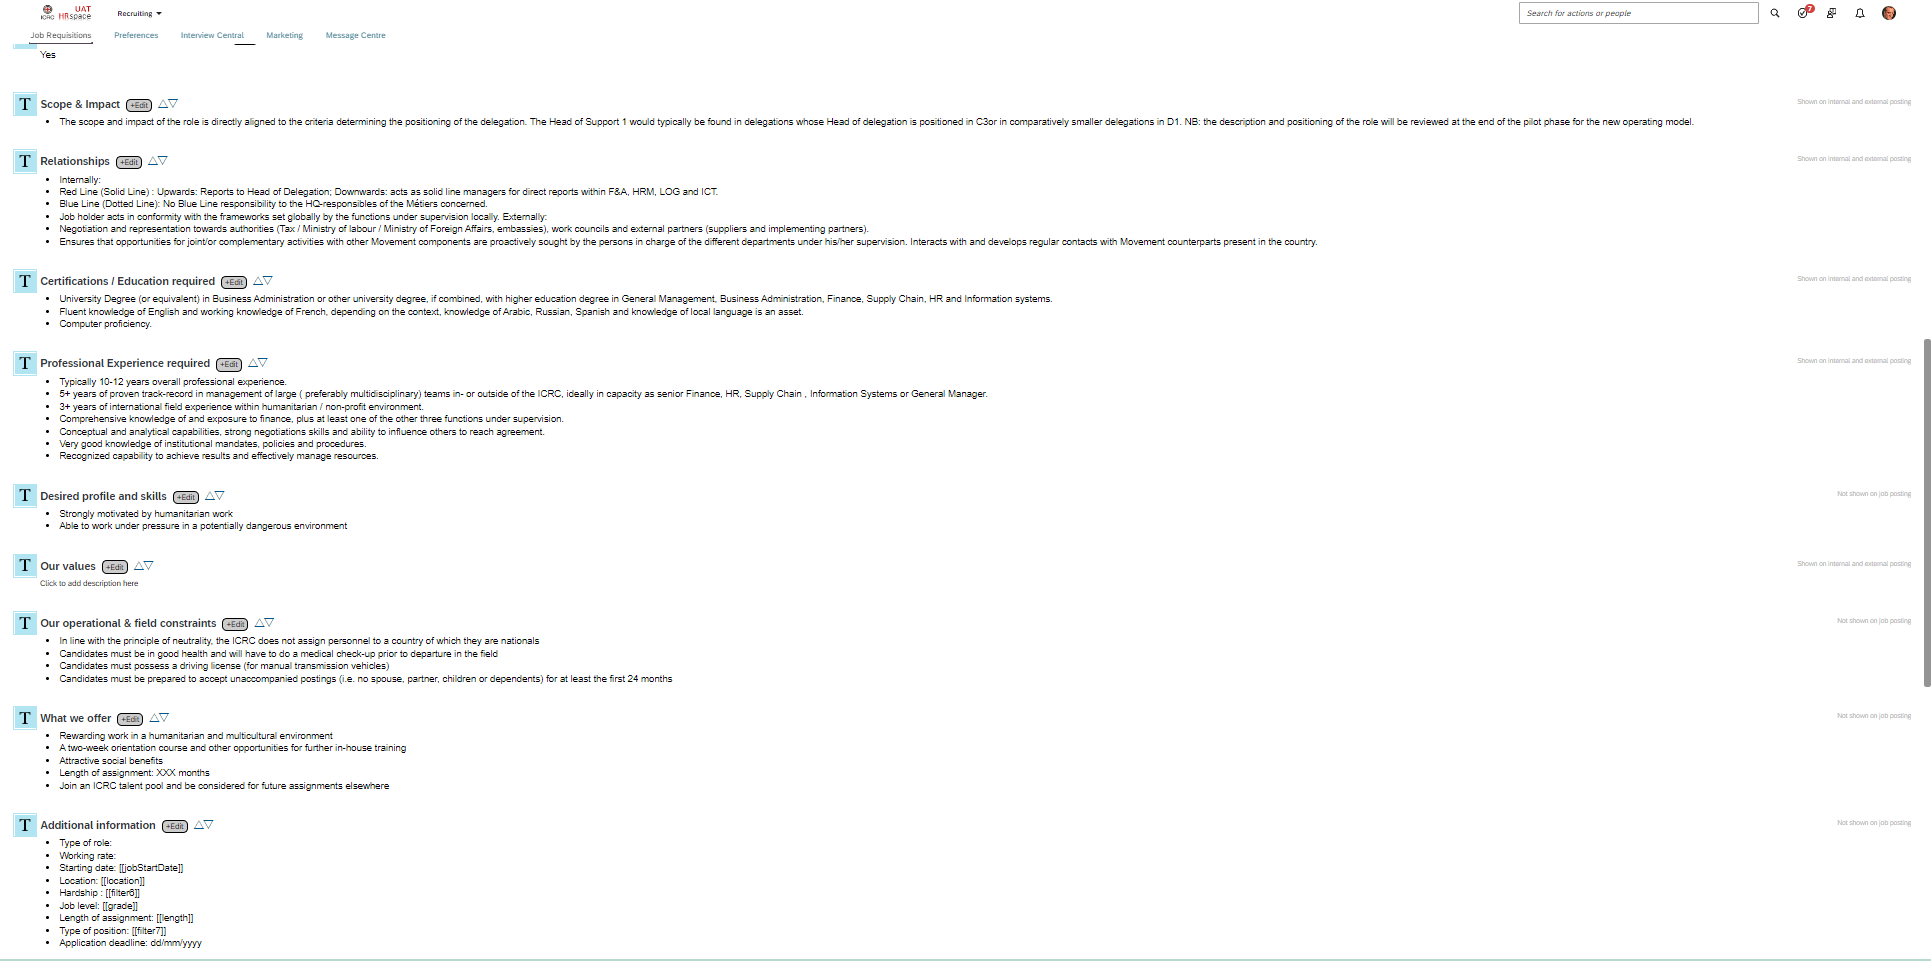 ICRC
UAT
HRspace
Recruiting
Search for actions or people
7
Job Requisitions
Preferences
Interview Central
Marketing
Message Centre
Yes
T Scope & Impact +Edit
Shown on internal and external posting
• The scope and impact of the role is directly aligned to the criteria determining the positioning of the delegation. The Head of Support 1 would typically be found in delegations whose Head of delegation is positioned in C3or in comparatively smaller delegations in D1. NB: the description and positioning of the role will be reviewed at the end of the pilot phase for the new operating model.
T Relationships +Edit
Shown on internal and external posting
• Internally:
• Red Line (Solid Line) : Upwards: Reports to Head of Delegation; Downwards: acts as solid line managers for direct reports within F&A, HRM, LOG and ICT.
• Blue Line (Dotted Line): No Blue Line responsibility to the HQ-responsibles of the Métiers concerned.
• Job holder acts in conformity with the frameworks set globally by the functions under supervision locally. Externally:
• Negotiation and representation towards authorities (Tax / Ministry of labour / Ministry of Foreign Affairs, embassies), work councils and external partners (suppliers and implementing partners).
• Ensures that opportunities for joint/or complementary activities with other Movement components are proactively sought by the persons in charge of the different departments under his/her supervision. Interacts with and develops regular contacts with Movement counterparts present in the country.
T Certifications / Education required +Edit
Shown on internal and external posting
• University Degree (or equivalent) in Business Administration or other university degree, if combined, with higher education degree in General Management, Business Administration, Finance, Supply Chain, HR and Information systems.
• Fluent knowledge of English and working knowledge of French, depending on the context, knowledge of Arabic, Russian, Spanish and knowledge of local language is an asset.
• Computer proficiency.
T Professional Experience required +Edit
Shown on internal and external posting
• Typically 10-12 years overall professional experience.
• 5+ years of proven track-record in management of large ( preferably multidisciplinary) teams in- or outside of the ICRC, ideally in capacity as senior Finance, HR, Supply Chain , Information Systems or General Manager.
• 3+ years of international field experience within humanitarian / non-profit environment.
• Comprehensive knowledge of and exposure to finance, plus at least one of the other three functions under supervision.
• Conceptual and analytical capabilities, strong negotiations skills and ability to influence others to reach agreement.
• Very good knowledge of institutional mandates, policies and procedures.
• Recognized capability to achieve results and effectively manage resources.
T Desired profile and skills +Edit
Not shown on job posting
• Strongly motivated by humanitarian work
• Able to work under pressure in a potentially dangerous environment
T Our values +Edit
Shown on internal and external posting
Click to add description here
T Our operational & field constraints +Edit
Not shown on job posting
• In line with the principle of neutrality, the ICRC does not assign personnel to a country of which they are nationals
• Candidates must be in good health and will have to do a medical check-up prior to departure in the field
• Candidates must possess a driving license (for manual transmission vehicles)
• Candidates must be prepared to accept unaccompanied postings (i.e. no spouse, partner, children or dependents) for at least the first 24 months
T What we offer +Edit
Not shown on job posting
• Rewarding work in a humanitarian and multicultural environment
• A two-week orientation course and other opportunities for further in-house training
• Attractive social benefits
• Length of assignment: XXX months
• Join an ICRC talent pool and be considered for future assignments elsewhere
T Additional information +Edit
Not shown on job posting
• Type of role:
• Working rate:
• Starting date: [[jobStartDate]]
• Location: [[location]]
• Hardship : [[filter6]]
• Job level: [[grade]]
• Length of assignment: [[length]]
• Type of position: [[filter7]]
• Application deadline: dd/mm/yyyy